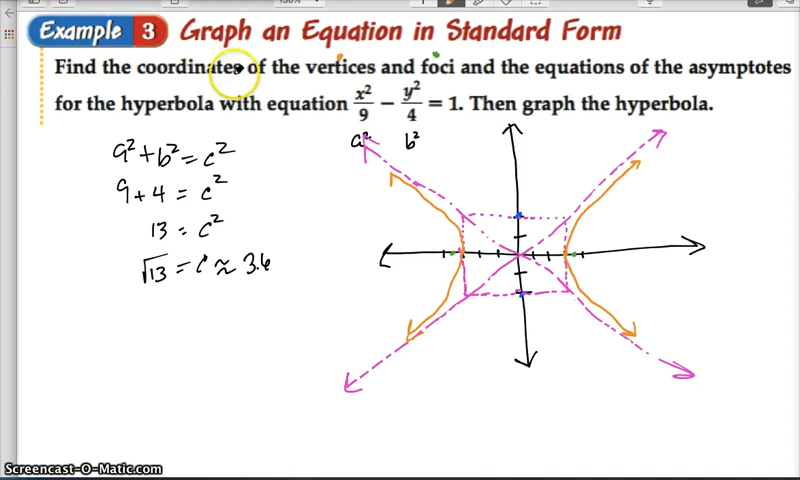 Example 3 Graph an Equation in Standard Form
Find the coordinates of the vertices and foci and the equations of the asymptotes
for the hyperbola with equation x²/9 − y²/4 = 1. Then graph the hyperbola.
a² b²
a² + b² = c²
9 + 4 = c²
13 = c²
√13 = c ≈ 3.6
Screencast-O-Matic.com